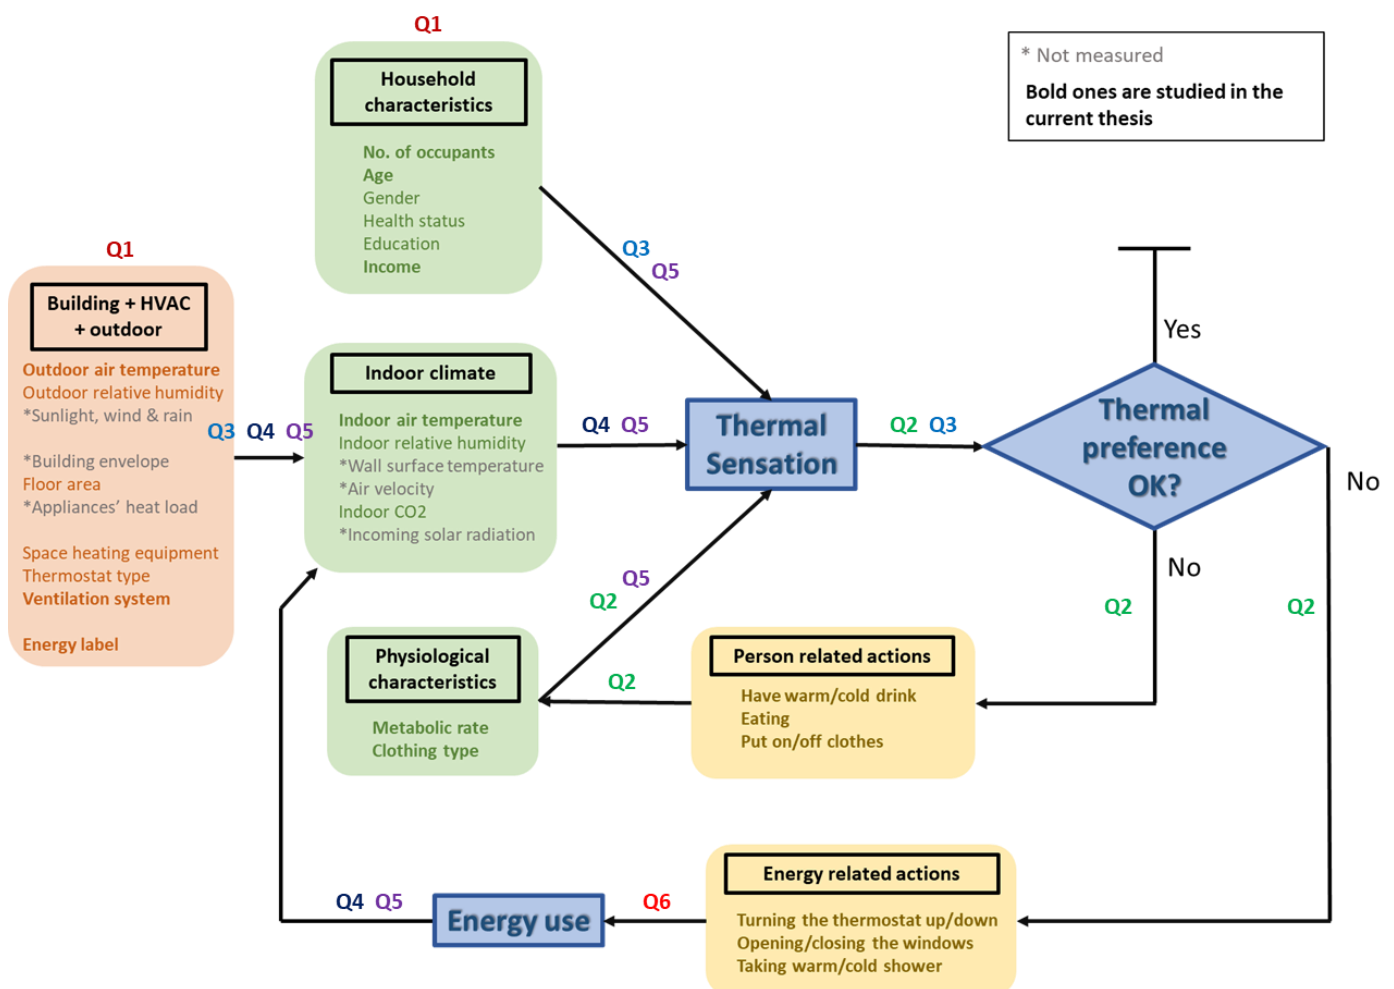 Q1
Household
characteristics
No. of occupants
Age
Gender
Health status
Education
Income
* Not measured
Bold ones are studied in the
current thesis
Q1
Building + HVAC
+ outdoor
Outdoor air temperature
Outdoor relative humidity
*Sunlight, wind & rain
*Building envelope
Floor area
*Appliances' heat load
Space heating equipment
Thermostat type
Ventilation system
Energy label
Q3 Q4 Q5
Indoor climate
Indoor air temperature
Indoor relative humidity
*Wall surface temperature
*Air velocity
Indoor CO2
*Incoming solar radiation
Q3
Q5
Q4 Q5
Thermal
Sensation
Q2 Q3
Thermal
preference
OK?
Yes
No
No
Q2
Q2
Q5
Q2
Physiological
characteristics
Metabolic rate
Clothing type
Q2
Person related actions
Have warm/cold drink
Eating
Put on/off clothes
Energy related actions
Turning the thermostat up/down
Opening/closing the windows
Taking warm/cold shower
Q6
Energy use
Q4 Q5